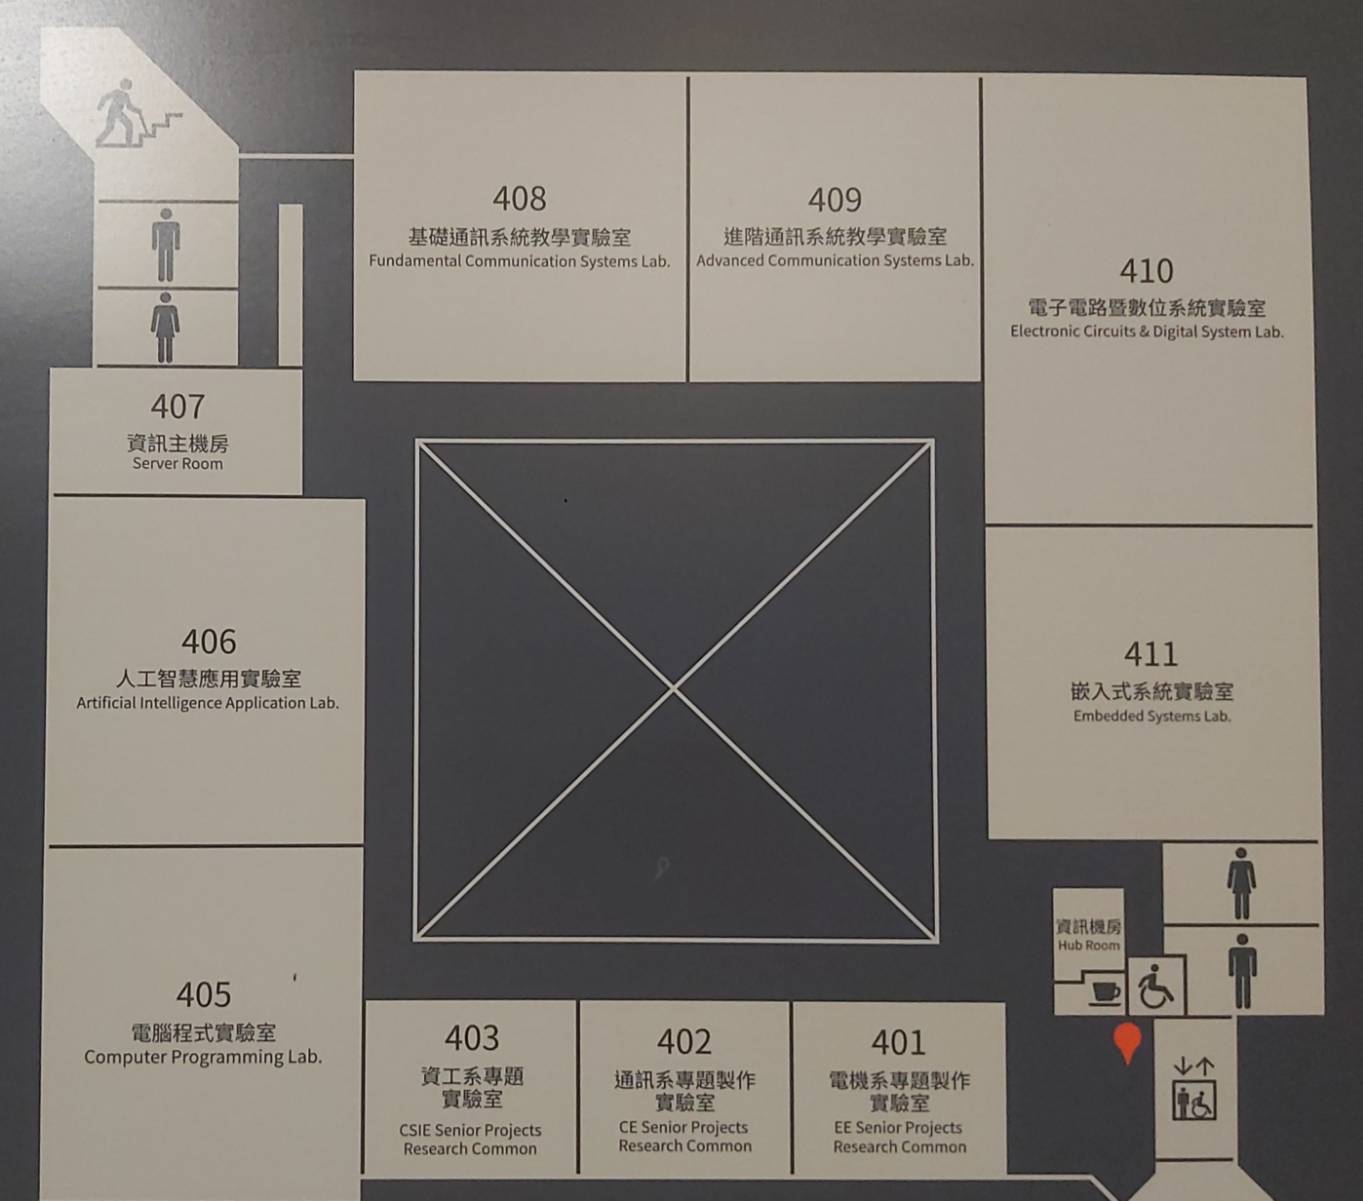 408
基礎通訊系統教學實驗室
Fundamental Communication Systems Lab.
409
進階通訊系統教學實驗室
Advanced Communication Systems Lab.
410
電子電路暨數位系統實驗室
Electronic Circuits & Digital System Lab.
407
資訊主機房
Server Room
406
人工智慧應用實驗室
Artificial Intelligence Application Lab.
411
嵌入式系統實驗室
Embedded Systems Lab.
資訊機房
Hub Room
405
電腦程式實驗室
Computer Programming Lab.
403
資工系專題
實驗室
CSIE Senior Projects
Research Common
402
通訊系專題製作
實驗室
CE Senior Projects
Research Common
401
電機系專題製作
實驗室
EE Senior Projects
Research Common